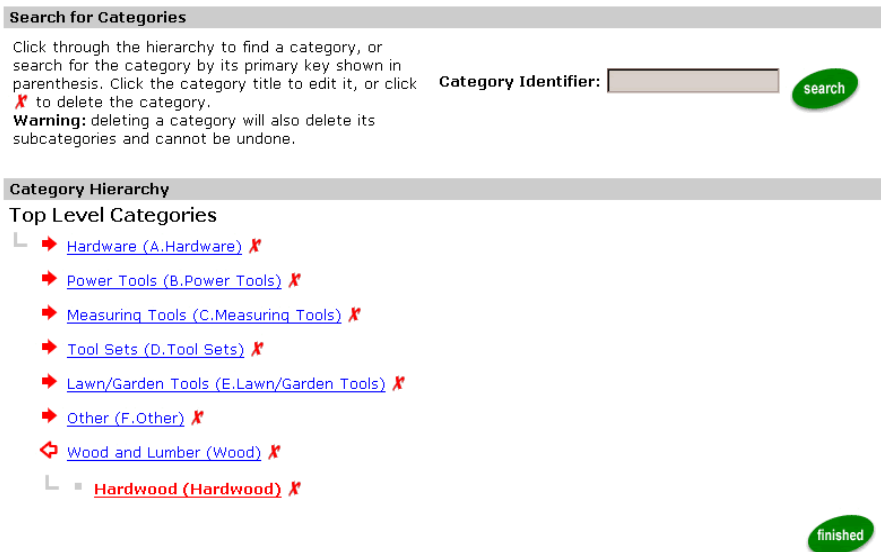 Search for Categories
Click through the hierarchy to find a category, or
search for the category by its primary key shown in
parenthesis. Click the category title to edit it, or click
✗ to delete the category.
Warning: deleting a category will also delete its
subcategories and cannot be undone.
Category Identifier:
search
Category Hierarchy
Top Level Categories
Hardware (A.Hardware) ✗
Power Tools (B.Power Tools) ✗
Measuring Tools (C.Measuring Tools) ✗
Tool Sets (D.Tool Sets) ✗
Lawn/Garden Tools (E.Lawn/Garden Tools) ✗
Other (F.Other) ✗
Wood and Lumber (Wood) ✗
Hardwood (Hardwood) ✗
finished